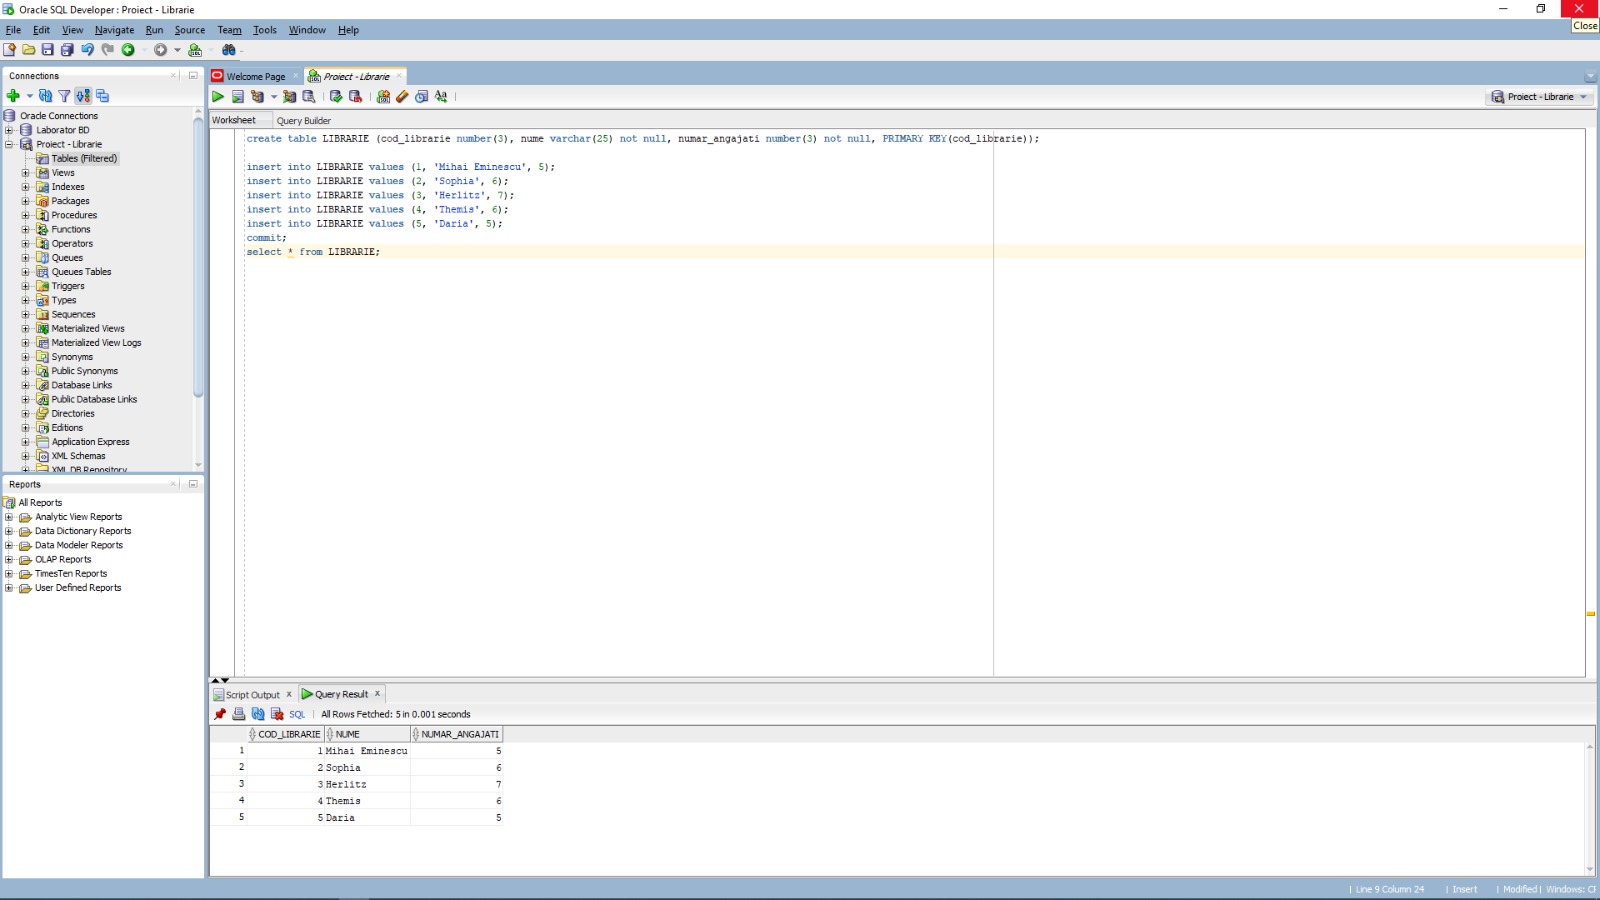 Oracle SQL Developer : Proiect - Librarie
Close
File Edit View Navigate Run Source Team Tools Window Help
Connections
Oracle Connections
Laborator BD
Proiect - Librarie
Tables (Filtered)
Views
Indexes
Packages
Procedures
Functions
Operators
Queues
Queues Tables
Triggers
Types
Sequences
Materialized Views
Materialized View Logs
Synonyms
Public Synonyms
Database Links
Public Database Links
Directories
Editions
Application Express
XML Schemas
XML DB Repository
Reports
All Reports
Analytic View Reports
Data Dictionary Reports
Data Modeler Reports
OLAP Reports
TimesTen Reports
User Defined Reports
Welcome Page Proiect - Librarie
Proiect - Librarie
Worksheet Query Builder
create table LIBRARIE (cod_librarie number(3), nume varchar(25) not null, numar_angajati number(3) not null, PRIMARY KEY(cod_librarie));
insert into LIBRARIE values (1, 'Mihai Eminescu', 5);
insert into LIBRARIE values (2, 'Sophia', 6);
insert into LIBRARIE values (3, 'Herlitz', 7);
insert into LIBRARIE values (4, 'Themis', 6);
insert into LIBRARIE values (5, 'Daria', 5);
commit;
select * from LIBRARIE;
Script Output Query Result
SQL | All Rows Fetched: 5 in 0.001 seconds
COD_LIBRARIE NUME NUMAR_ANGAJATI
1 1 Mihai Eminescu 5
2 2 Sophia 6
3 3 Herlitz 7
4 4 Themis 6
5 5 Daria 5
| Line 9 Column 24 | Insert | Modified | Windows: CF